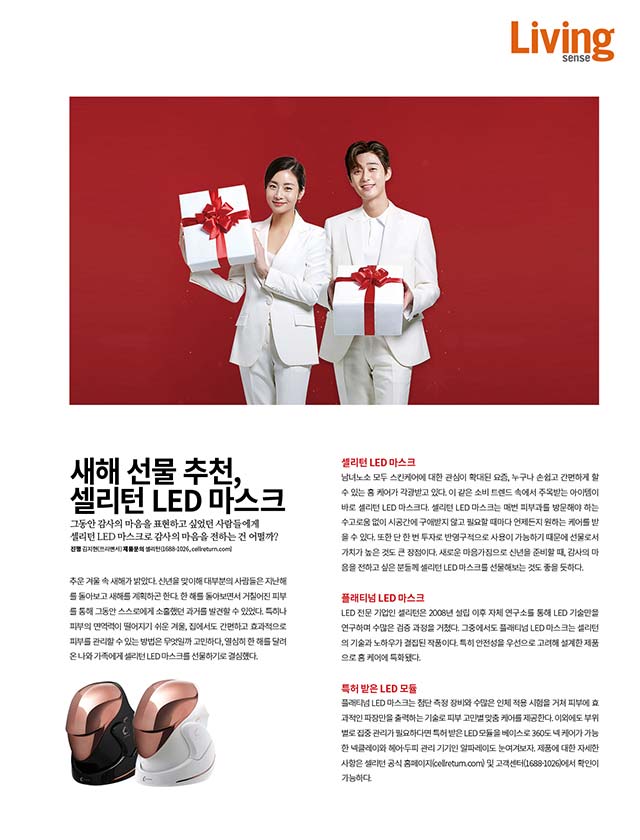 Living
sense
새해 선물 추천,
셀리턴 LED 마스크
그동안 감사의 마음을 표현하고 싶었던 사람들에게
셀리턴 LED 마스크로 감사의 마음을 전하는 건 어떨까?
진행 김지현(프리랜서) 제품문의 셀리턴(1688-1026, cellreturn.com)
추운 겨울 속 새해가 밝았다. 신년을 맞이해 대부분의 사람들은 지난해
를 돌아보고 새해를 계획하곤 한다. 한 해를 돌아보면서 거칠어진 피부
를 통해 그동안 스스로에게 소홀했던 과거를 발견할 수 있었다. 특히나
피부의 면역력이 떨어지기 쉬운 겨울, 집에서도 간편하고 효과적으로
피부를 관리할 수 있는 방법은 무엇일까 고민하다, 열심히 한 해를 달려
온 나와 가족에게 셀리턴 LED 마스크를 선물하기로 결심했다.
셀리턴 LED 마스크
남녀노소 모두 스킨케어에 대한 관심이 확대된 요즘, 누구나 손쉽고 간편하게 할
수 있는 홈 케어가 각광받고 있다. 이 같은 소비 트렌드 속에서 주목받는 아이템이
바로 셀리턴 LED 마스크다. 셀리턴 LED 마스크는 매번 피부과를 방문해야 하는
수고로움 없이 시공간에 구애받지 않고 필요할 때마다 언제든지 원하는 케어를 받
을 수 있다. 또한 단 한 번 투자로 반영구적으로 사용이 가능하기 때문에 선물로서
가치가 높은 것도 큰 장점이다. 새로운 마음가짐으로 신년을 준비할 때, 감사의 마
음을 전하고 싶은 분들께 셀리턴 LED 마스크를 선물해보는 것도 좋을 듯하다.
플래티넘 LED 마스크
LED 전문 기업인 셀리턴은 2008년 설립 이후 자체 연구소를 통해 LED 기술만을
연구하며 수많은 검증 과정을 거쳤다. 그중에서도 플래티넘 LED 마스크는 셀리턴
의 기술과 노하우가 결집된 작품이다. 특히 안전성을 우선으로 고려해 설계한 제품
으로 홈 케어에 특화됐다.
특허 받은 LED 모듈
플래티넘 LED 마스크는 첨단 측정 장비와 수많은 인체 적용 시험을 거쳐 피부에 효
과적인 파장만을 출력하는 기술로 피부 고민별 맞춤 케어를 제공한다. 이외에도 부위
별로 집중 관리가 필요하다면 특허 받은 LED 모듈을 베이스로 360도 넥 케어가 가능
한 넥클레이와 헤어·두피 관리 기기인 알파레이도 눈여겨보자. 제품에 대한 자세한
사항은 셀리턴 공식 홈페이지(cellreturn.com) 및 고객센터(1688-1026)에서 확인이
가능하다.